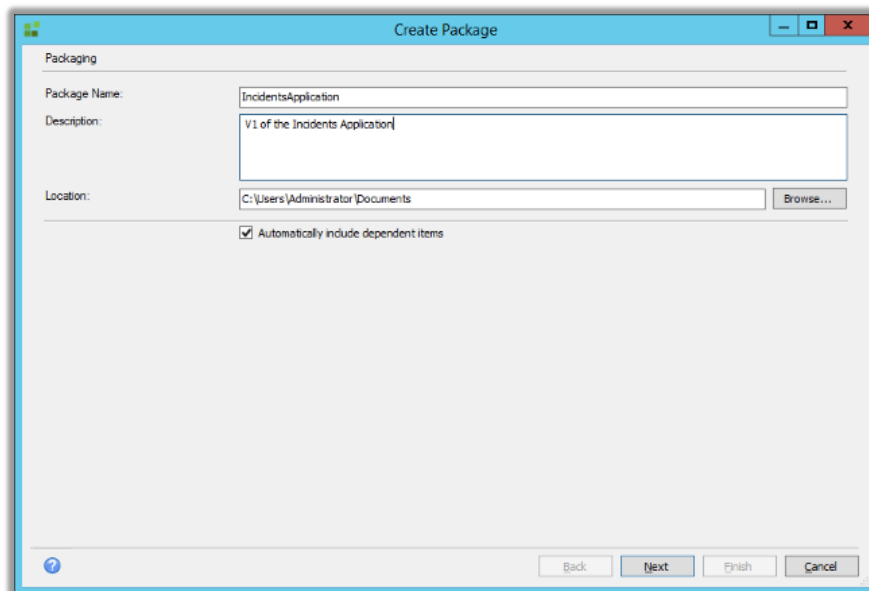 Create Package
Packaging
Package Name:
IncidentsApplication
Description:
V1 of the Incidents Application
Location:
C:\Users\Administrator\Documents
Browse...
Automatically include dependent items
Back
Next
Finish
Cancel